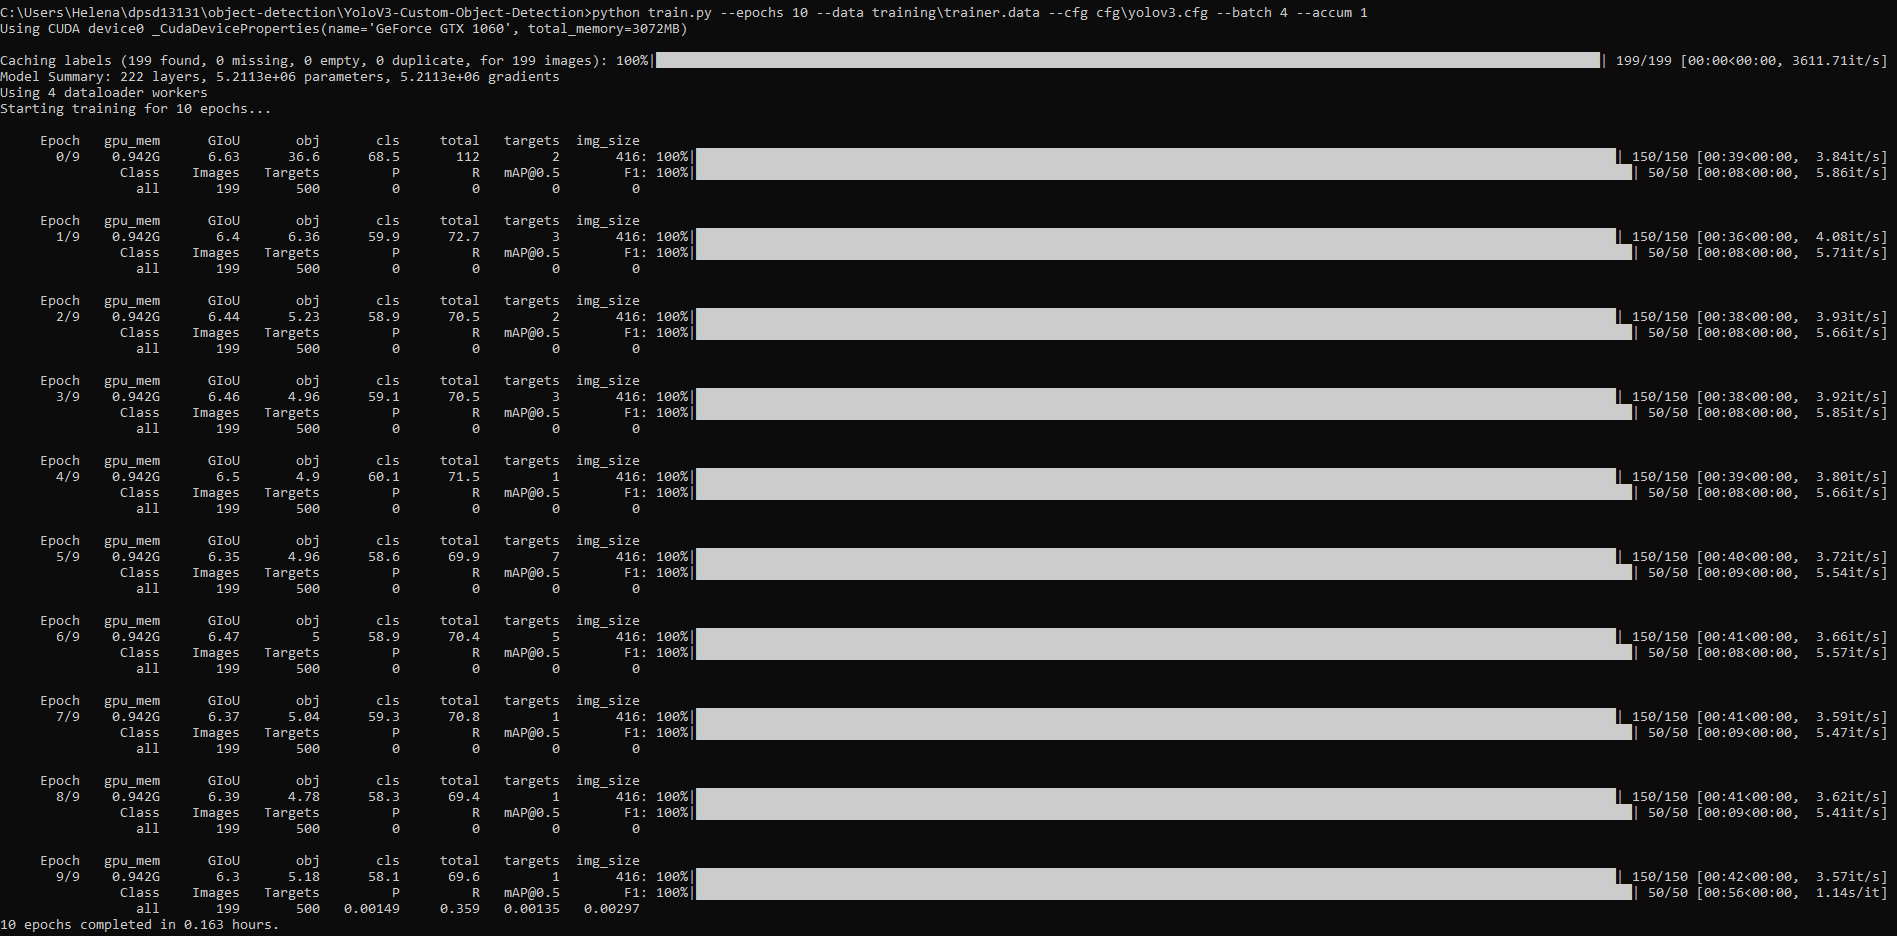 C:\Users\Helena\dpsd13131\object-detection\YoloV3-Custom-Object-Detection>python train.py --epochs 10 --data training\trainer.data --cfg cfg\yolov3.cfg --batch 4 --accum 1
Using CUDA device0 _CudaDeviceProperties(name='GeForce GTX 1060', total_memory=3072MB)
Caching labels (199 found, 0 missing, 0 empty, 0 duplicate, for 199 images): 100%| | 199/199 [00:00<00:00, 3611.71it/s]
Model Summary: 222 layers, 5.2113e+06 parameters, 5.2113e+06 gradients
Using 4 dataloader workers
Starting training for 10 epochs...
Epoch gpu_mem GIoU obj cls total targets img_size
0/9 0.942G 6.63 36.6 68.5 112 2 416: 100%| | 150/150 [00:39<00:00, 3.84it/s]
Class Images Targets P R mAP@0.5 F1: 100%| | 50/50 [00:08<00:00, 5.86it/s]
all 199 500 0 0 0 0
Epoch gpu_mem GIoU obj cls total targets img_size
1/9 0.942G 6.4 6.36 59.9 72.7 3 416: 100%| | 150/150 [00:36<00:00, 4.08it/s]
Class Images Targets P R mAP@0.5 F1: 100%| | 50/50 [00:08<00:00, 5.71it/s]
all 199 500 0 0 0 0
Epoch gpu_mem GIoU obj cls total targets img_size
2/9 0.942G 6.44 5.23 58.9 70.5 2 416: 100%| | 150/150 [00:38<00:00, 3.93it/s]
Class Images Targets P R mAP@0.5 F1: 100%| | 50/50 [00:08<00:00, 5.66it/s]
all 199 500 0 0 0 0
Epoch gpu_mem GIoU obj cls total targets img_size
3/9 0.942G 6.46 4.96 59.1 70.5 3 416: 100%| | 150/150 [00:38<00:00, 3.92it/s]
Class Images Targets P R mAP@0.5 F1: 100%| | 50/50 [00:08<00:00, 5.85it/s]
all 199 500 0 0 0 0
Epoch gpu_mem GIoU obj cls total targets img_size
4/9 0.942G 6.5 4.9 60.1 71.5 1 416: 100%| | 150/150 [00:39<00:00, 3.80it/s]
Class Images Targets P R mAP@0.5 F1: 100%| | 50/50 [00:08<00:00, 5.66it/s]
all 199 500 0 0 0 0
Epoch gpu_mem GIoU obj cls total targets img_size
5/9 0.942G 6.35 4.96 58.6 69.9 7 416: 100%| | 150/150 [00:40<00:00, 3.72it/s]
Class Images Targets P R mAP@0.5 F1: 100%| | 50/50 [00:09<00:00, 5.54it/s]
all 199 500 0 0 0 0
Epoch gpu_mem GIoU obj cls total targets img_size
6/9 0.942G 6.47 5 58.9 70.4 5 416: 100%| | 150/150 [00:41<00:00, 3.66it/s]
Class Images Targets P R mAP@0.5 F1: 100%| | 50/50 [00:08<00:00, 5.57it/s]
all 199 500 0 0 0 0
Epoch gpu_mem GIoU obj cls total targets img_size
7/9 0.942G 6.37 5.04 59.3 70.8 1 416: 100%| | 150/150 [00:41<00:00, 3.59it/s]
Class Images Targets P R mAP@0.5 F1: 100%| | 50/50 [00:09<00:00, 5.47it/s]
all 199 500 0 0 0 0
Epoch gpu_mem GIoU obj cls total targets img_size
8/9 0.942G 6.39 4.78 58.3 69.4 1 416: 100%| | 150/150 [00:41<00:00, 3.62it/s]
Class Images Targets P R mAP@0.5 F1: 100%| | 50/50 [00:09<00:00, 5.41it/s]
all 199 500 0 0 0 0
Epoch gpu_mem GIoU obj cls total targets img_size
9/9 0.942G 6.3 5.18 58.1 69.6 1 416: 100%| | 150/150 [00:42<00:00, 3.57it/s]
Class Images Targets P R mAP@0.5 F1: 100%| | 50/50 [00:56<00:00, 1.14s/it]
all 199 500 0.00149 0.359 0.00135 0.00297
10 epochs completed in 0.163 hours.